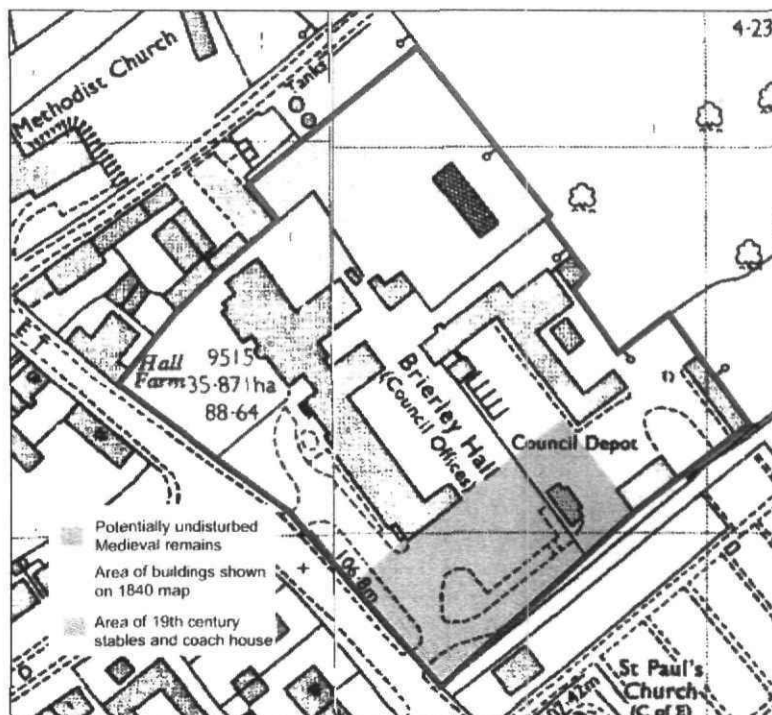 4·23
Methodist Church
Tanks
Hall 9515
Farm 35·871ha
88·64
Brierley Hall
(Council Offices)
Council Depot
Potentially undisturbed
Medieval remains
Area of buildings shown
on 1840 map
Area of 19th century
stables and coach house
106·8m
E T
D
St Paul's
Church
(C of E)